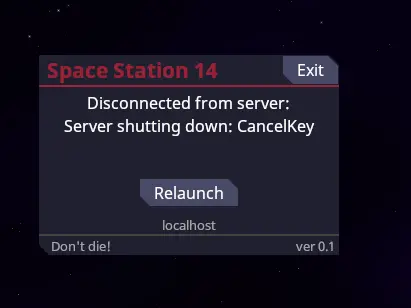 Space Station 14
Exit
Disconnected from server:
Server shutting down: CancelKey
Relaunch
localhost
Don't die!
ver 0.1